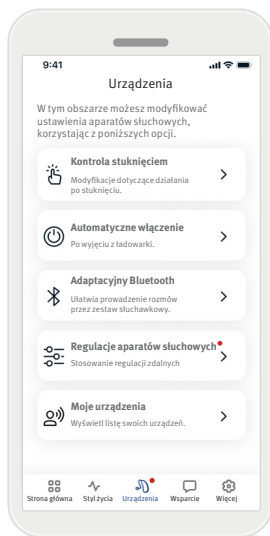 9:41
Urządzenia
W tym obszarze możesz modyfikować
ustawienia aparatów słuchowych,
korzystając z poniższych opcji.
Kontrola stuknięciem
Modyfikacje dotyczące działania
po stuknięciu.
Automatyczne włączenie
Po wyjęciu z ładowarki.
Adaptacyjny Bluetooth
Ułatwia prowadzenie rozmów
przez zestaw słuchawkowy.
Regulacje aparatów słuchowych
Stosowanie regulacji zdalnych
Moje urządzenia
Wyświetl listę swoich urządzeń.
Strona główna Styl życia Urządzenia Wsparcie Więcej